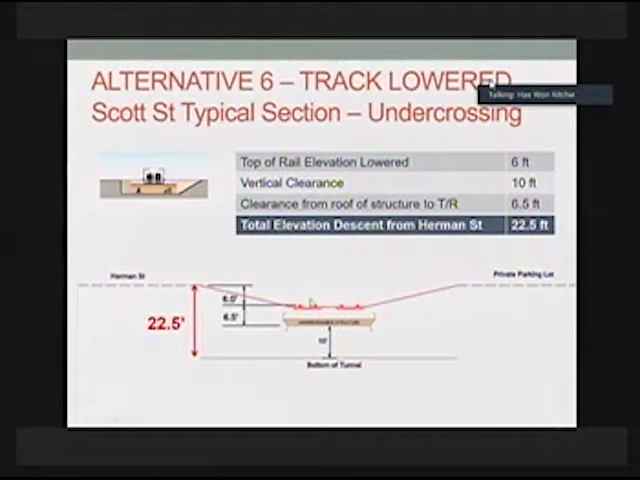 ALTERNATIVE 6 – TRACK LOWERED
Talking: Hae Won Ritchie
Scott St Typical Section – Undercrossing
Top of Rail Elevation Lowered 6 ft
Vertical Clearance 10 ft
Clearance from roof of structure to T/R 6.5 ft
Total Elevation Descent from Herman St 22.5 ft
Herman St
Private Parking Lot
6.0'
22.5'
6.5'
10'
Bottom of Tunnel